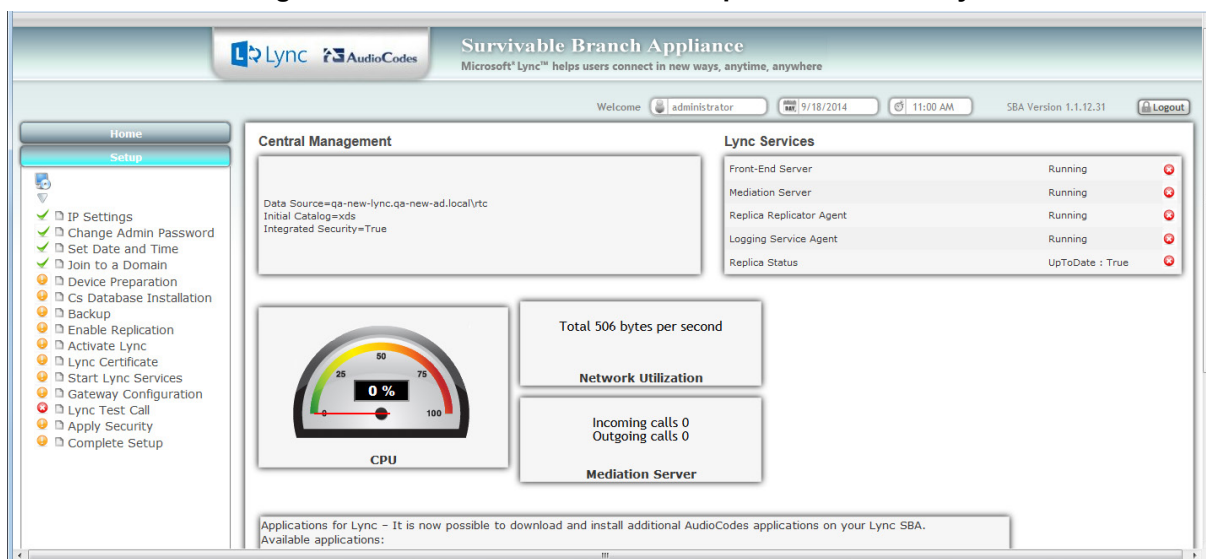 Lync AudioCodes
Survivable Branch Appliance
Microsoft® Lync™ helps users connect in new ways, anytime, anywhere
Welcome administrator SAT 9/18/2014 11:00 AM SBA Version 1.1.12.31 Logout
Home
Setup
IP Settings
Change Admin Password
Set Date and Time
Join to a Domain
Device Preparation
Cs Database Installation
Backup
Enable Replication
Activate Lync
Lync Certificate
Start Lync Services
Gateway Configuration
Lync Test Call
Apply Security
Complete Setup
Central Management
Data Source=qa-new-lync.qa-new-ad.local\rtc
Initial Catalog=xds
Integrated Security=True
Lync Services
Front-End Server Running
Mediation Server Running
Replica Replicator Agent Running
Logging Service Agent Running
Replica Status UpToDate : True
0 25 50 75 100
0 %
CPU
Total 506 bytes per second
Network Utilization
Incoming calls 0
Outgoing calls 0
Mediation Server
Applications for Lync – It is now possible to download and install additional AudioCodes applications on your Lync SBA.
Available applications: